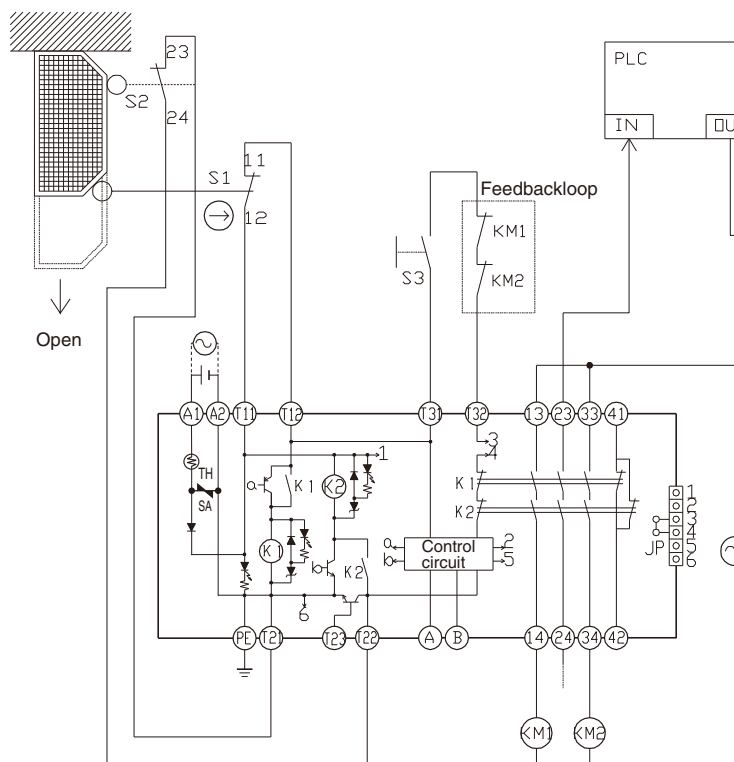 23
S2
24
PLC
IN
OU
11
S1
12
Feedbackloop
KM1
KM2
S3
Open
A1 A2 T11 T12 T31 T32 13 23 33 41
1
3
4
TH
SA
a
K1
K2
K1
K2
K1
K2
a
b
Control
circuit
2
5
b
6
JP
1
2
3
4
5
6
PE T21 T23 T22 A B 14 24 34 42
KM1 KM2